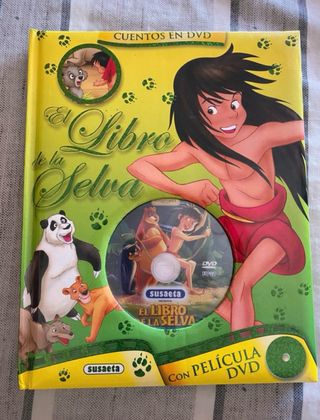 CUENTOS EN DVD
El Libro
de la
Selva
DVD
susaeta
EL LIBRO
DE LA SELVA
susaeta
CON PELÍCULA
DVD